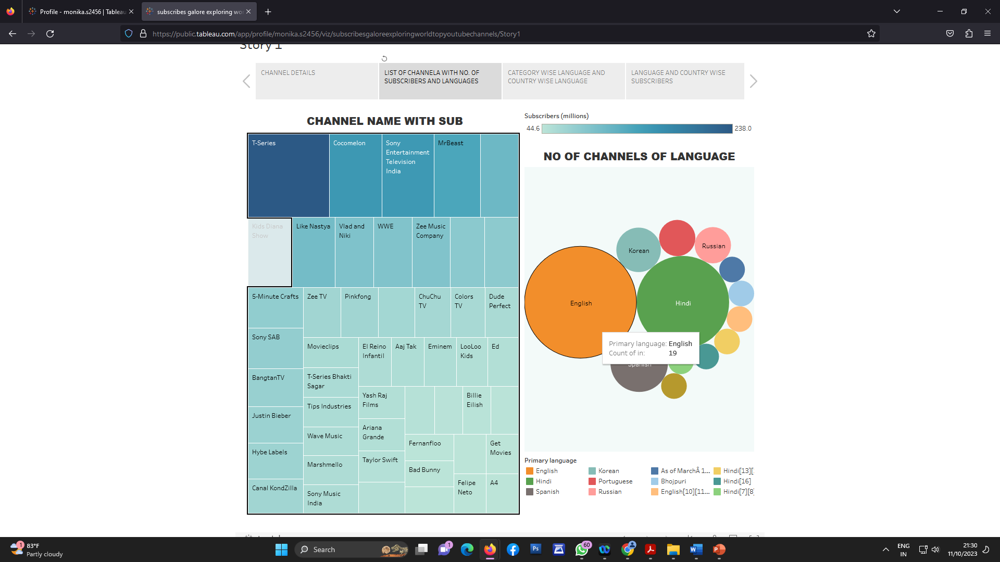 Profile - monika.s2456 | Tableau
subscribes galore exploring wor
https://public.tableau.com/app/profile/monika.s2456/viz/subscribesgaloreexploringworldtopyoutubechannels/Story1
Story 1
CHANNEL DETAILS
LIST OF CHANNELA WITH NO. OF
SUBSCRIBERS AND LANGUAGES
CATEGORY WISE LANGUAGE AND
COUNTRY WISE LANGUAGE
LANGUAGE AND COUNTRY WISE
SUBSCRIBERS
CHANNEL NAME WITH SUB
T-Series
Cocomelon
Sony
Entertainment
Television
India
MrBeast
Kids Diana
Show
Like Nastya
Vlad and
Niki
WWE
Zee Music
Company
5-Minute Crafts
Zee TV
Pinkfong
ChuChu
TV
Colors
TV
Dude
Perfect
Sony SAB
Movieclips
El Reino
Infantil
Aaj Tak
Eminem
LooLoo
Kids
Ed
BangtanTV
T-Series Bhakti
Sagar
Yash Raj
Films
Billie
Eilish
Justin Bieber
Tips Industries
Ariana
Grande
Hybe Labels
Wave Music
Taylor Swift
Fernanfloo
Get
Movies
Marshmello
Bad Bunny
Canal KondZilla
Sony Music
India
Felipe
Neto
A4
Subscribers (millions)
44.6
238.0
NO OF CHANNELS OF LANGUAGE
Korean
Russian
English
Hindi
Primary language: English
Count of in: 19
Spanish
Primary language
English
Korean
As of MarchÂ 1...
Hindi[13][.
Hindi
Portuguese
Bhojpuri
Hindi[16]
Spanish
Russian
English[10][11...
Hindi[7][8]
1
83°F
Partly cloudy
Search
1
Ps
60
ENG
IN
21:30
11/10/2023